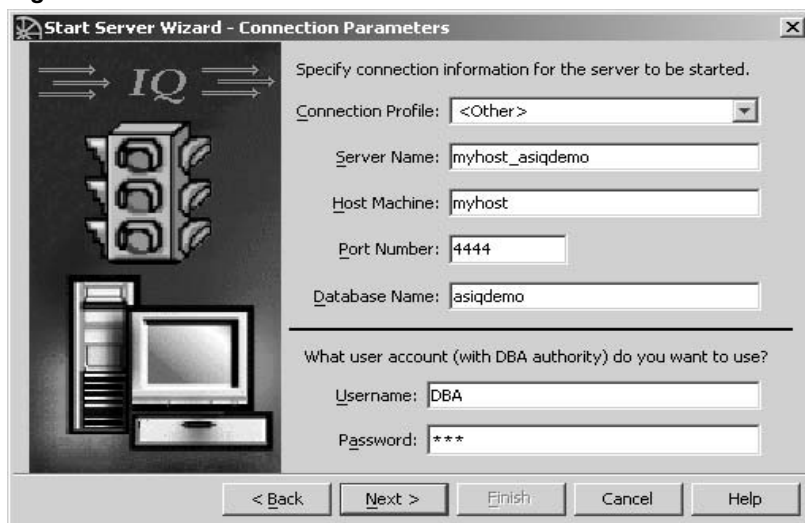 Start Server Wizard - Connection Parameters
IQ
Specify connection information for the server to be started.
Connection Profile: <Other>
Server Name: myhost_asiqdemo
Host Machine: myhost
Port Number: 4444
Database Name: asiqdemo
What user account (with DBA authority) do you want to use?
Username: DBA
Password: ***
< Back Next > Finish Cancel Help